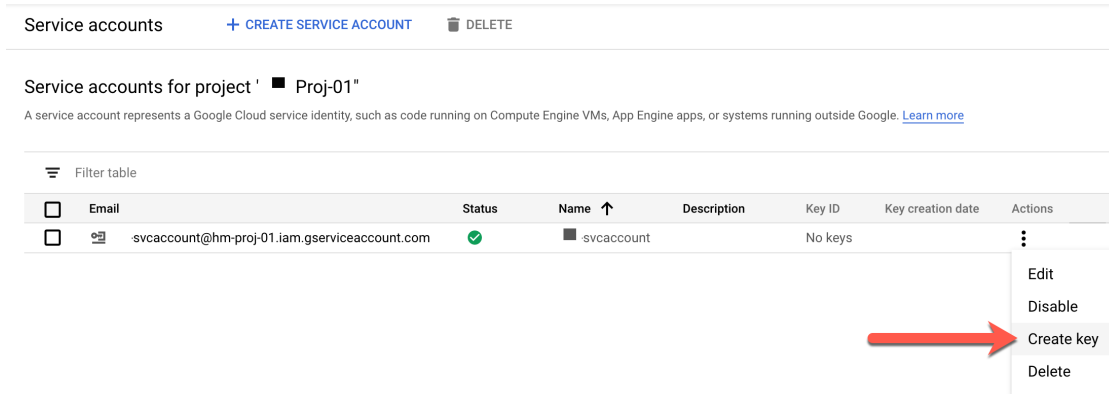 Service accounts + CREATE SERVICE ACCOUNT DELETE
Service accounts for project ' Proj-01"
A service account represents a Google Cloud service identity, such as code running on Compute Engine VMs, App Engine apps, or systems running outside Google. Learn more
Filter table
Email Status Name Description Key ID Key creation date Actions
-svcaccount@hm-proj-01.iam.gserviceaccount.com -svcaccount No keys
Edit
Disable
Create key
Delete